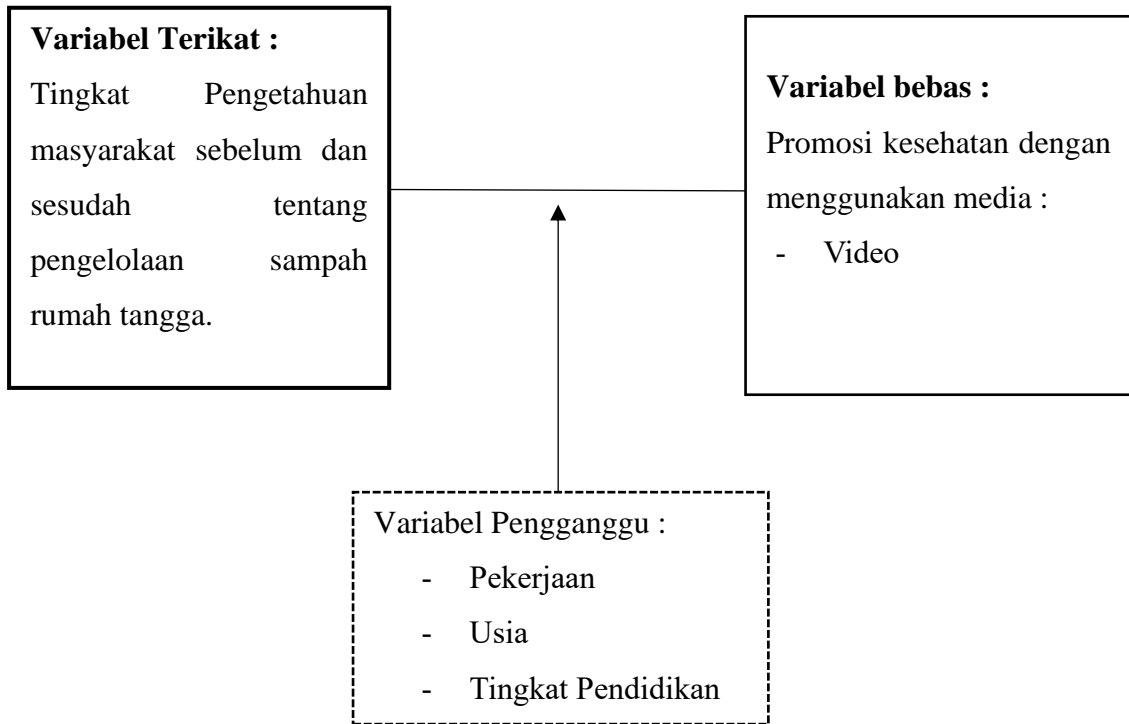 Variabel Terikat :
Tingkat Pengetahuan
masyarakat sebelum dan
sesudah tentang
pengelolaan sampah
rumah tangga.
Variabel bebas :
Promosi kesehatan dengan
menggunakan media :
- Video
Variabel Pengganggu :
- Pekerjaan
- Usia
- Tingkat Pendidikan